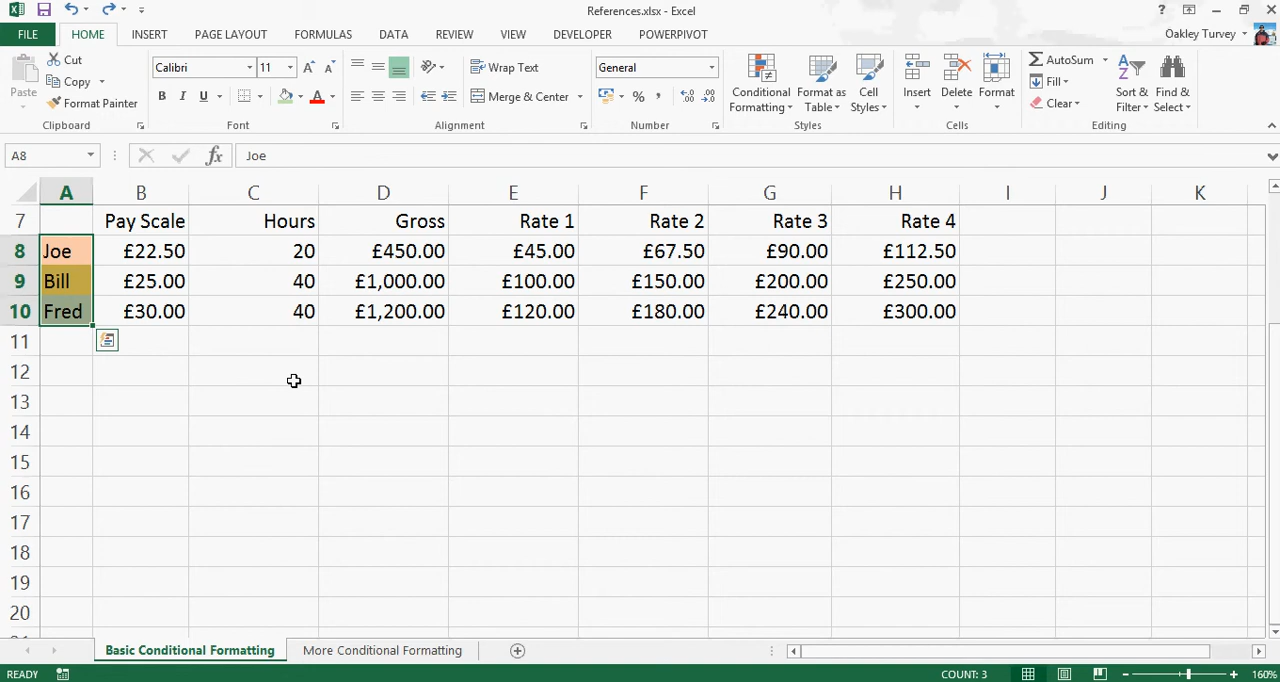 References.xlsx - Excel
?
FILE HOME INSERT PAGE LAYOUT FORMULAS DATA REVIEW VIEW DEVELOPER POWERPIVOT Oakley Turvey
Paste Cut Calibri 11 A A Wrap Text General Conditional Formatting Format as Table Cell Styles Insert Delete Format AutoSum Sort & Filter Find & Select
Copy B I U A Merge & Center % , Fill
Format Painter Clear
Clipboard Font Alignment Number Styles Cells Editing
A8 fx Joe
A B C D E F G H I J K
7 Pay Scale Hours Gross Rate 1 Rate 2 Rate 3 Rate 4
8 Joe £22.50 20 £450.00 £45.00 £67.50 £90.00 £112.50
9 Bill £25.00 40 £1,000.00 £100.00 £150.00 £200.00 £250.00
10 Fred £30.00 40 £1,200.00 £120.00 £180.00 £240.00 £300.00
11
12
13
14
15
16
17
18
19
20
Basic Conditional Formatting More Conditional Formatting
READY COUNT: 3 160%